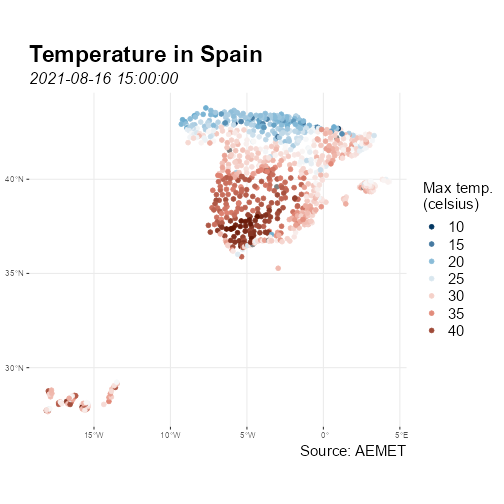 Temperature in Spain
2021-08-16 15:00:00
40°N
35°N
30°N
15°W
10°W
5°W
0°
5°E
Max temp.
(celsius)
10
15
20
25
30
35
40
Source: AEMET